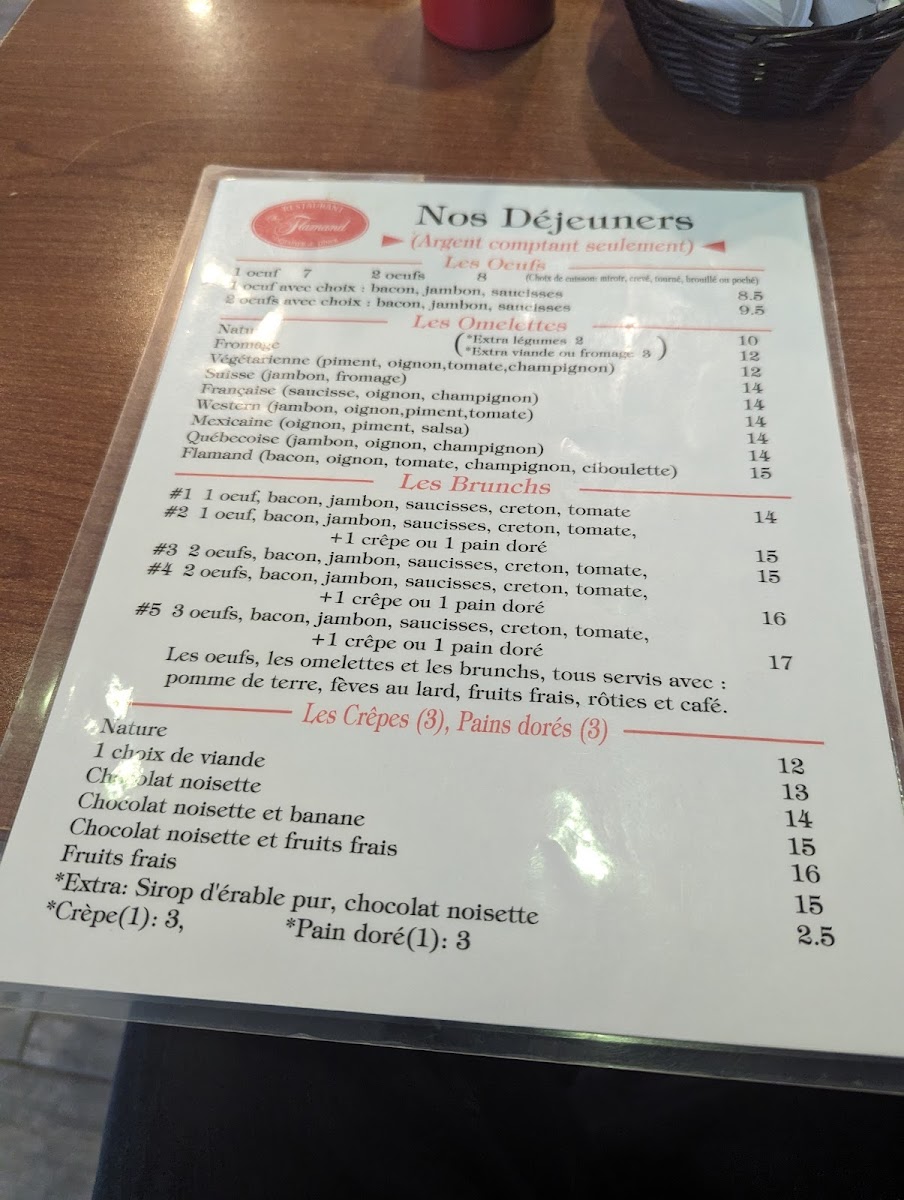 RESTAURANT
Flamand
Nos Déjeuners
(Argent comptant seulement)
Les Oeufs
1 oeuf 7 2 oeufs 8 (Choix de cuisson: miroir, crevé, tourné, brouillé ou poché)
1 oeuf avec choix : bacon, jambon, saucisses 8.5
2 oeufs avec choix : bacon, jambon, saucisses 9.5
Les Omelettes
(*Extra légumes 2
*Extra viande ou fromage 3)
10
Fromage 12
Végétarienne (piment, oignon,tomate,champignon) 12
Suisse (jambon, fromage) 14
Française (saucisse, oignon, champignon) 14
Western (jambon, oignon,piment,tomate) 14
Mexicaine (oignon, piment, salsa) 14
Québecoise (jambon, oignon, champignon) 14
Flamand (bacon, oignon, tomate, champignon, ciboulette) 15
Les Brunchs
#1 1 oeuf, bacon, jambon, saucisses, creton, tomate 14
#2 1 oeuf, bacon, jambon, saucisses, creton, tomate,
+1 crêpe ou 1 pain doré 15
#3 2 oeufs, bacon, jambon, saucisses, creton, tomate, 15
#4 2 oeufs, bacon, jambon, saucisses, creton, tomate,
+1 crêpe ou 1 pain doré 16
#5 3 oeufs, bacon, jambon, saucisses, creton, tomate,
+1 crêpe ou 1 pain doré 17
Les oeufs, les omelettes et les brunchs, tous servis avec :
pomme de terre, fèves au lard, fruits frais, rôties et café.
Les Crêpes (3), Pains dorés (3)
Nature 12
1 choix de viande 13
Chocolat noisette 14
Chocolat noisette et banane 15
Chocolat noisette et fruits frais 16
Fruits frais 15
*Extra: Sirop d'érable pur, chocolat noisette 2.5
*Crèpe(1): 3, *Pain doré(1): 3